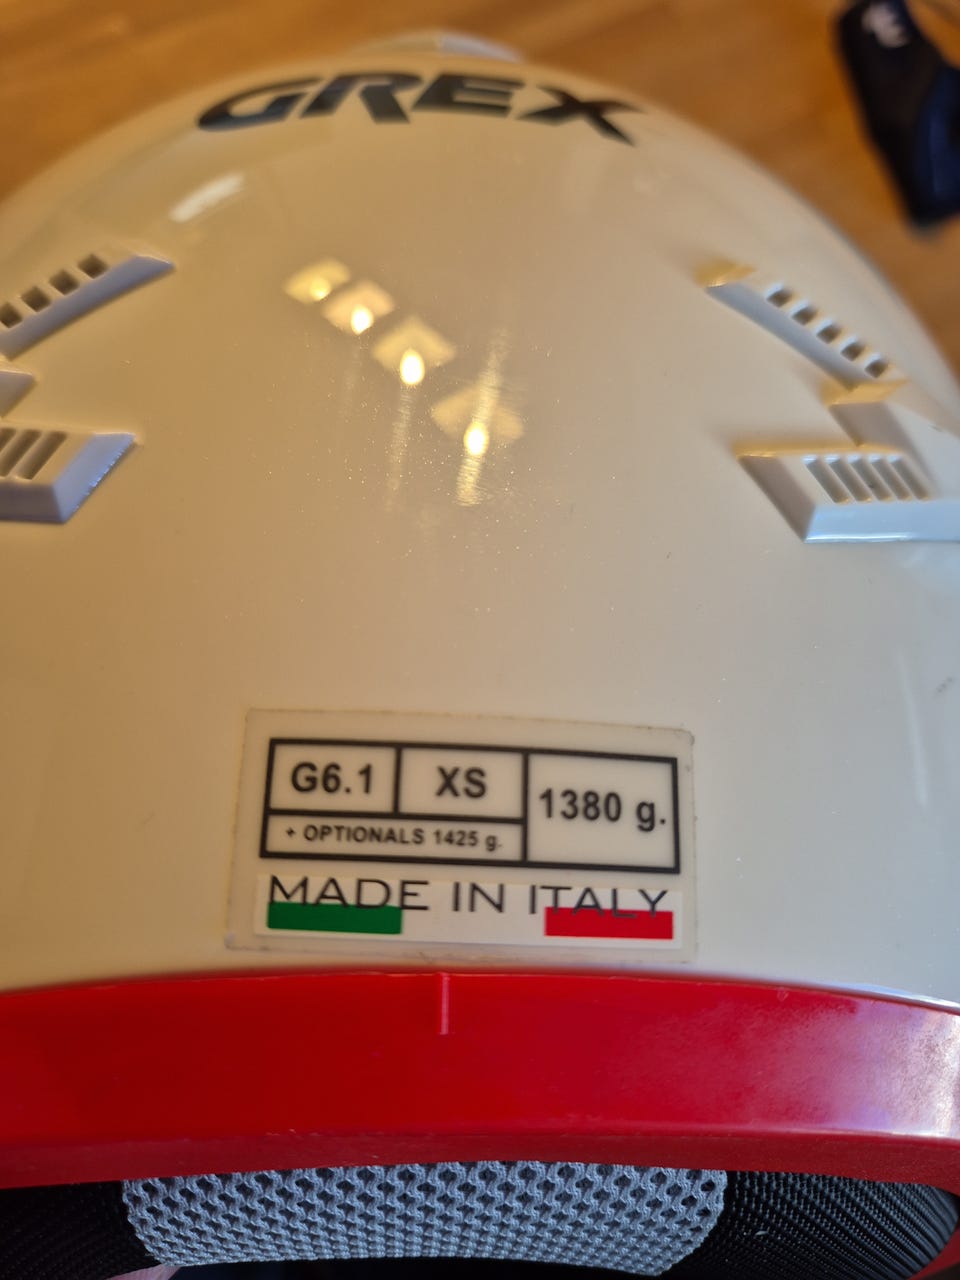 GREX
G6.1 XS 1380 g.
+ OPTIONALS 1425 g.
MADE IN ITALY